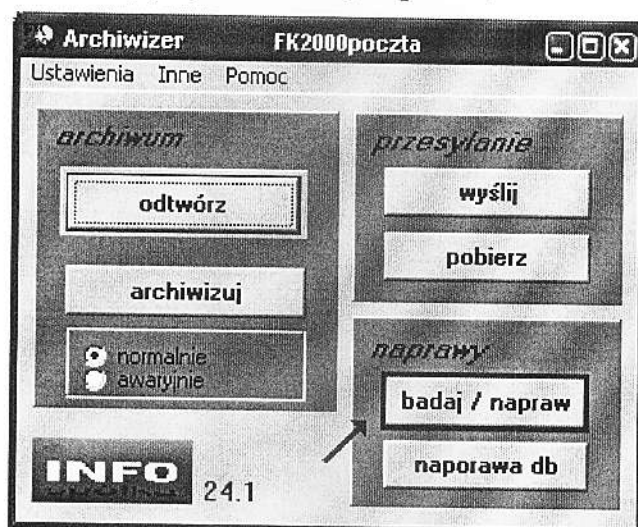 Archiwizer FK2000poczta
Ustawienia Inne Pomoc
archiwum
odtwórz
archiwizuj
normalnie
awaryjnie
przesyłanie
wyślij
pobierz
naprawy
badaj / napraw
naporawa db
INFO
24.1